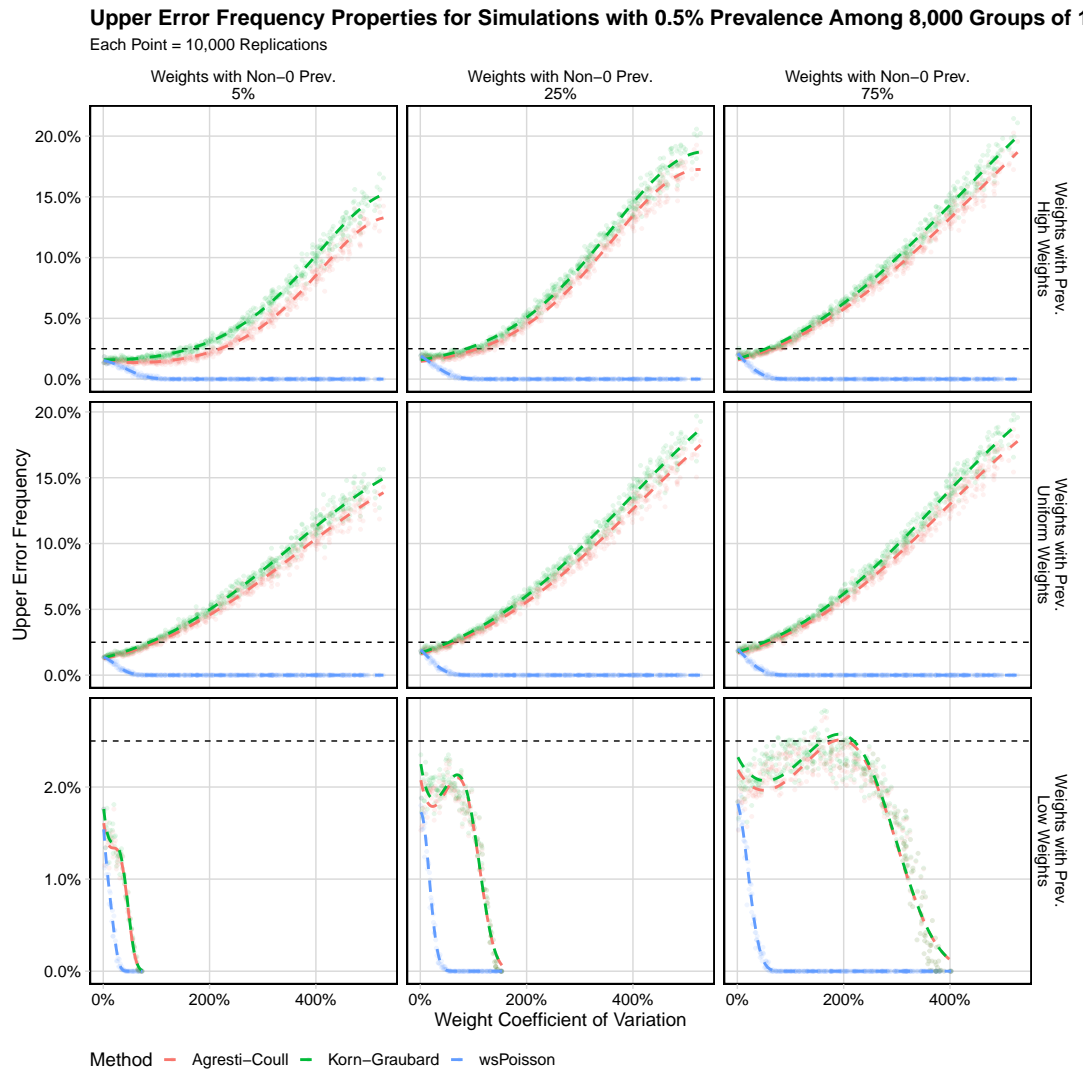 Upper Error Frequency Properties for Simulations with 0.5% Prevalence Among 8,000 Groups of 1
Each Point = 10,000 Replications
Weights with Non−0 Prev.
5%
Weights with Non−0 Prev.
25%
Weights with Non−0 Prev.
75%
20.0%
15.0%
10.0%
5.0%
0.0%
Weights with Prev.
High Weights
20.0%
15.0%
10.0%
5.0%
0.0%
Weights with Prev.
Uniform Weights
2.0%
1.0%
0.0%
Weights with Prev.
Low Weights
Upper Error Frequency
0%
200%
400%
0%
200%
400%
0%
200%
400%
Weight Coefficient of Variation
Method
Agresti−Coull
Korn−Graubard
wsPoisson